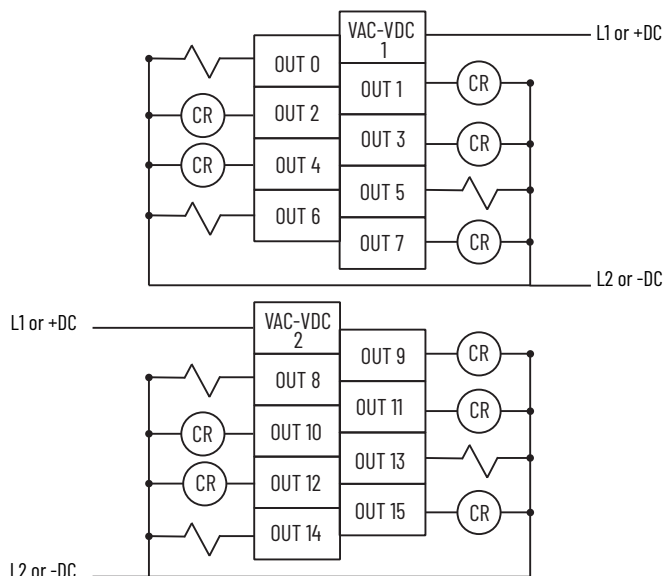 VAC-VDC
1
L1 or +DC
OUT 0
OUT 1
CR
CR
OUT 2
OUT 3
CR
CR
OUT 4
OUT 5
OUT 6
OUT 7
CR
L2 or -DC
L1 or +DC
VAC-VDC
2
OUT 9
CR
OUT 8
OUT 11
CR
CR
OUT 10
OUT 13
CR
OUT 12
OUT 15
CR
OUT 14
L2 or -DC